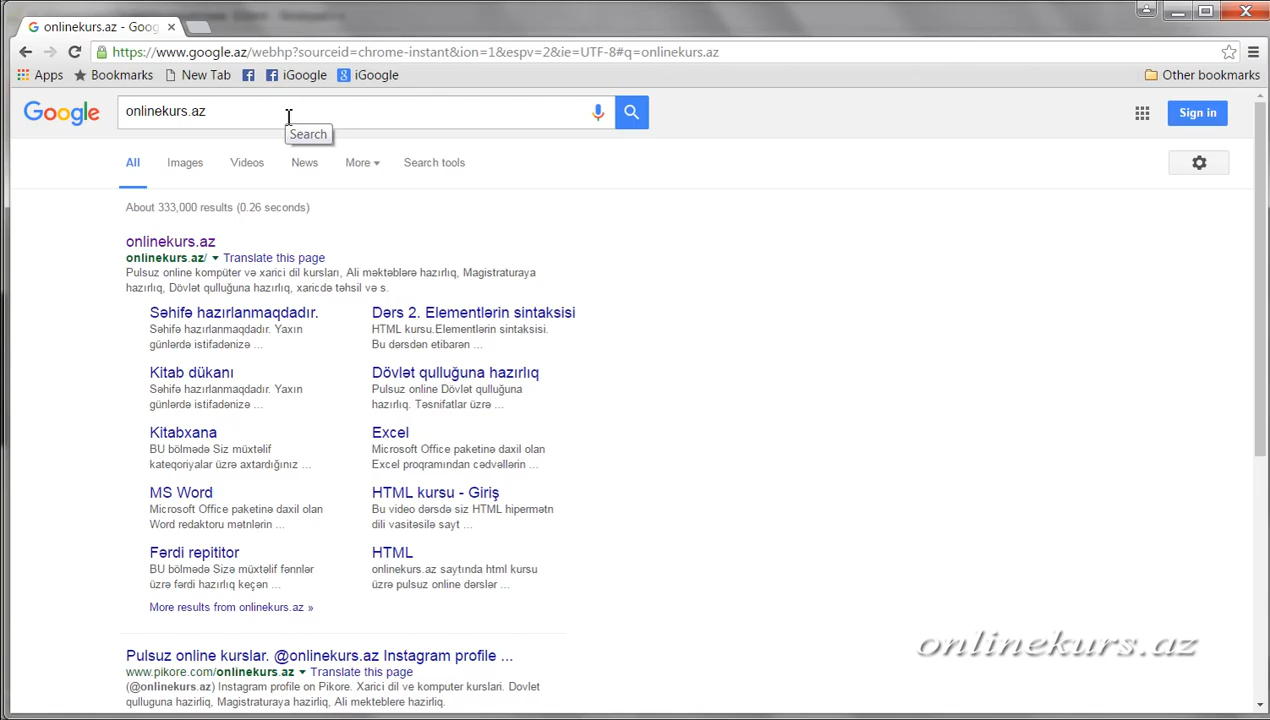 onlinekurs.az - Goog
https://www.google.az/webhp?sourceid=chrome-instant&ion=1&espv=2&ie=UTF-8#q=onlinekurs.az
Apps Bookmarks New Tab iGoogle iGoogle Other bookmarks
Google onlinekurs.az Sign in
Search
All Images Videos News More Search tools
About 333,000 results (0.26 seconds)
onlinekurs.az
onlinekurs.az/ Translate this page
Pulsuz online kompüter və xarici dil kursları, Ali məktəblərə hazırlıq, Magistraturaya
hazırlıq, Dövlət qulluğuna hazırlıq, xaricdə təhsil və s.
Səhifə hazırlanmaqdadır.
Səhifə hazırlanmaqdadır. Yaxın
günlərdə istifadənizə ...
Dərs 2. Elementlərin sintaksisi
HTML kursu.Elementlərin sintaksisi.
Bu dərsdən etibarən ...
Kitab dükanı
Səhifə hazırlanmaqdadır. Yaxın
günlərdə istifadənizə ...
Dövlət qulluğuna hazırlıq
Pulsuz online Dövlət qulluğuna
hazırlıq. Təsnifatlar üzrə ...
Kitabxana
BU bölmədə Siz müxtəlif
kateqoriyalar üzrə axtardığınız ...
Excel
Microsoft Office paketinə daxil olan
Excel proqramından cədvəllərin ...
MS Word
Microsoft Office paketinə daxil olan
Word redaktoru mətnlərin ...
HTML kursu - Giriş
Bu video dərsdə siz HTML hipermətn
dili vasitəsilə sayt ...
Fərdi repititor
BU bölmədə Sizə müxtəlif fənnlər
üzrə fərdi hazırlıq keçən ...
HTML
onlinekurs.az saytında html kursu
üzrə pulsuz online dərslər ...
More results from onlinekurs.az »
Pulsuz online kurslar. @onlinekurs.az Instagram profile ...
www.pikore.com/onlinekurs.az Translate this page
(@onlinekurs.az) Instagram profile on Pikore. Xarici dil ve komputer kurslari. Dovlet
qulluguna hazirliq, Magistraturaya hazirliq, Ali mekteblere hazirliq.
onlinekurs.az